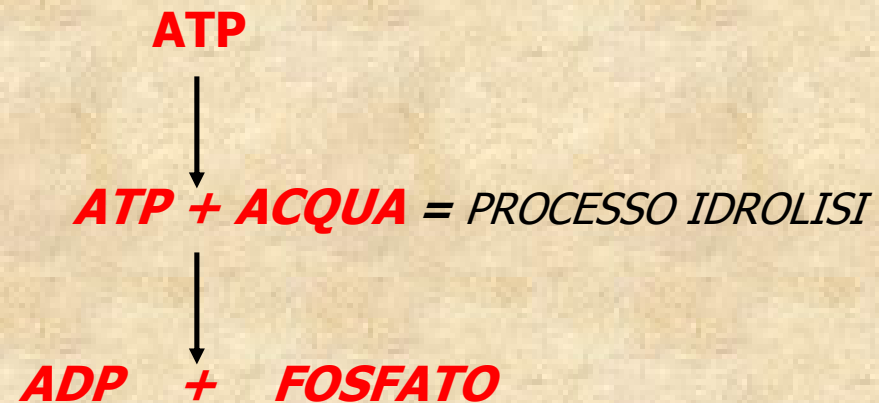 ATP
ATP + ACQUA = PROCESSO IDROLISI
ADP + FOSFATO